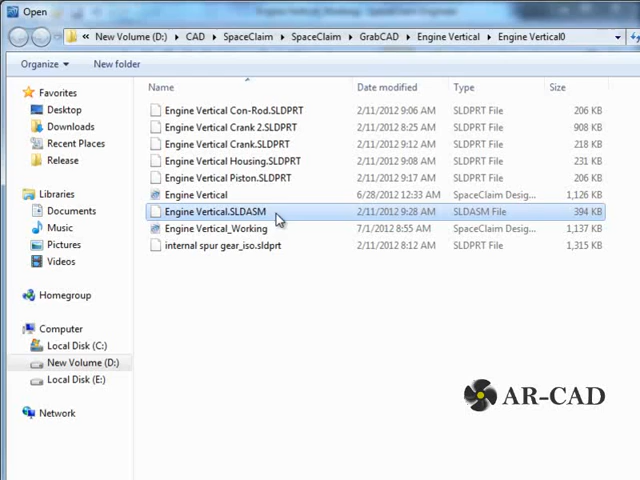 Open
« New Volume (D:) ▸ CAD ▸ SpaceClaim ▸ SpaceClaim ▸ GrabCAD ▸ Engine Vertical ▸ Engine Vertical0
Organize ▾ New folder
Name Date modified Type Size
Favorites
Desktop
Downloads
Recent Places
Release
Libraries
Documents
Music
Pictures
Videos
Homegroup
Computer
Local Disk (C:)
New Volume (D:)
Local Disk (E:)
Network
Engine Vertical Con-Rod.SLDPRT 2/11/2012 9:06 AM SLDPRT File 206 KB
Engine Vertical Crank 2.SLDPRT 2/11/2012 8:25 AM SLDPRT File 908 KB
Engine Vertical Crank.SLDPRT 2/11/2012 9:12 AM SLDPRT File 218 KB
Engine Vertical Housing.SLDPRT 2/11/2012 9:08 AM SLDPRT File 231 KB
Engine Vertical Piston.SLDPRT 2/11/2012 9:17 AM SLDPRT File 206 KB
Engine Vertical 6/28/2012 12:33 AM SpaceClaim Desig... 1,126 KB
Engine Vertical.SLDASM 2/11/2012 9:28 AM SLDASM File 394 KB
Engine Vertical_Working 7/1/2012 8:55 AM SpaceClaim Desig... 1,137 KB
internal spur gear_iso.sldprt 2/11/2012 8:12 AM SLDPRT File 1,315 KB
AR-CAD